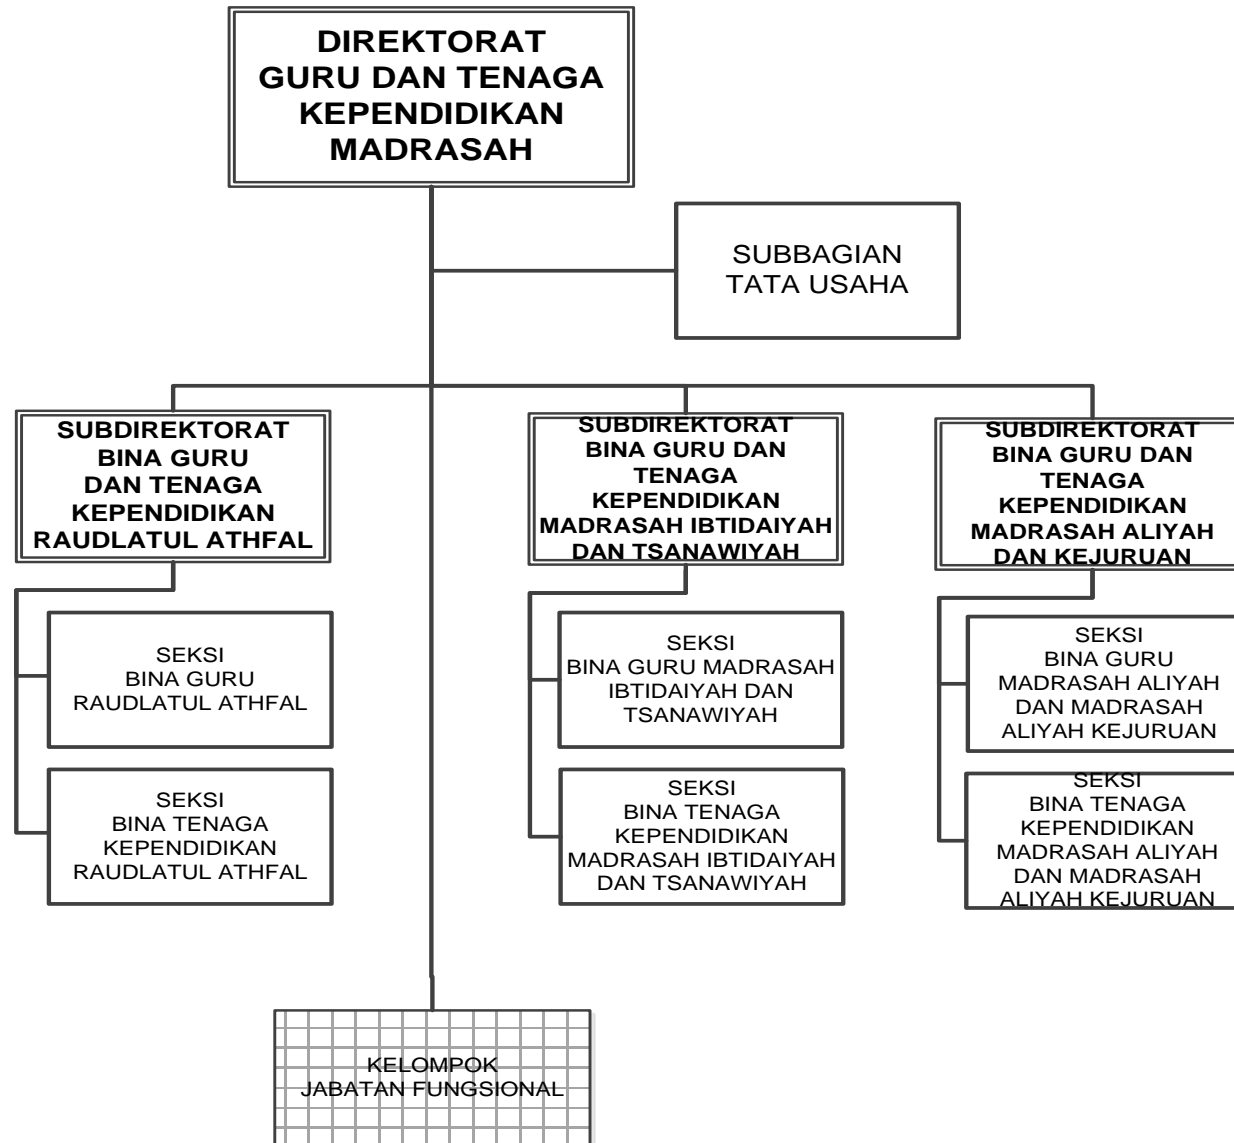 DIREKTORAT
GURU DAN TENAGA
KEPENDIDIKAN
MADRASAH
SUBBAGIAN
TATA USAHA
SUBDIREKTORAT
BINA GURU
DAN TENAGA
KEPENDIDIKAN
RAUDLATUL ATHFAL
SUBDIREKTORAT
BINA GURU DAN
TENAGA
KEPENDIDIKAN
MADRASAH IBTIDAIYAH
DAN TSANAWIYAH
SUBDIREKTORAT
BINA GURU DAN
TENAGA
KEPENDIDIKAN
MADRASAH ALIYAH
DAN KEJURUAN
SEKSI
BINA GURU
RAUDLATUL ATHFAL
SEKSI
BINA GURU MADRASAH
IBTIDAIYAH DAN
TSANAWIYAH
SEKSI
BINA GURU
MADRASAH ALIYAH
DAN MADRASAH
ALIYAH KEJURUAN
SEKSI
BINA TENAGA
KEPENDIDIKAN
RAUDLATUL ATHFAL
SEKSI
BINA TENAGA
KEPENDIDIKAN
MADRASAH IBTIDAIYAH
DAN TSANAWIYAH
SEKSI
BINA TENAGA
KEPENDIDIKAN
MADRASAH ALIYAH
DAN MADRASAH
ALIYAH KEJURUAN
KELOMPOK
JABATAN FUNGSIONAL